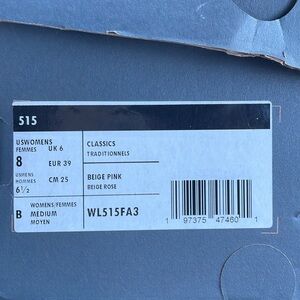 515
USWOMENS
FEMMES
8
UK 6
EUR 39
USMENS
HOMMES
6½
CM 25
WOMENS/FEMMES
B
MEDIUM
MOYEN
CLASSICS
TRADITIONNELS
BEIGE PINK
BEIGE ROSE
WL515FA3
1 97375 47460 1